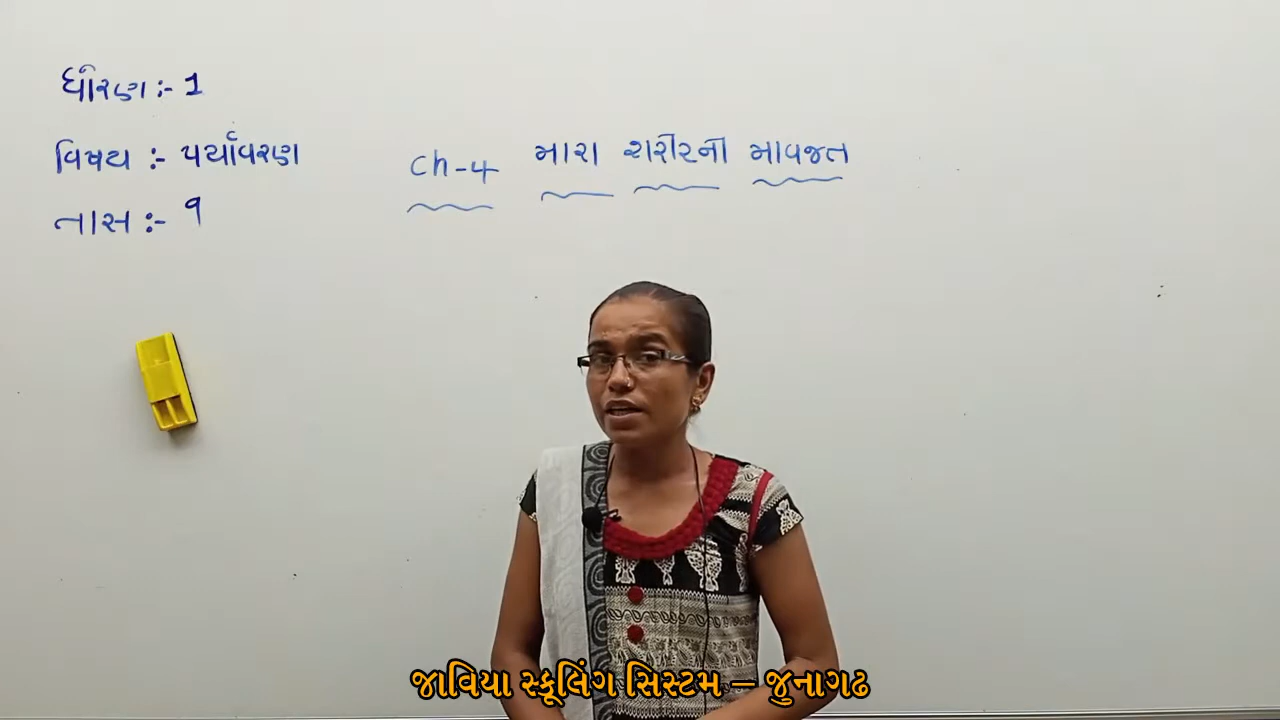 ધોરણ :- 1
વિષય :- પર્યાવરણ
તાસ :- ૧
Ch-4 મારા શરીરની માવજત
જાવિયા સ્કૂલિંગ સિસ્ટમ – જુનાગઢ